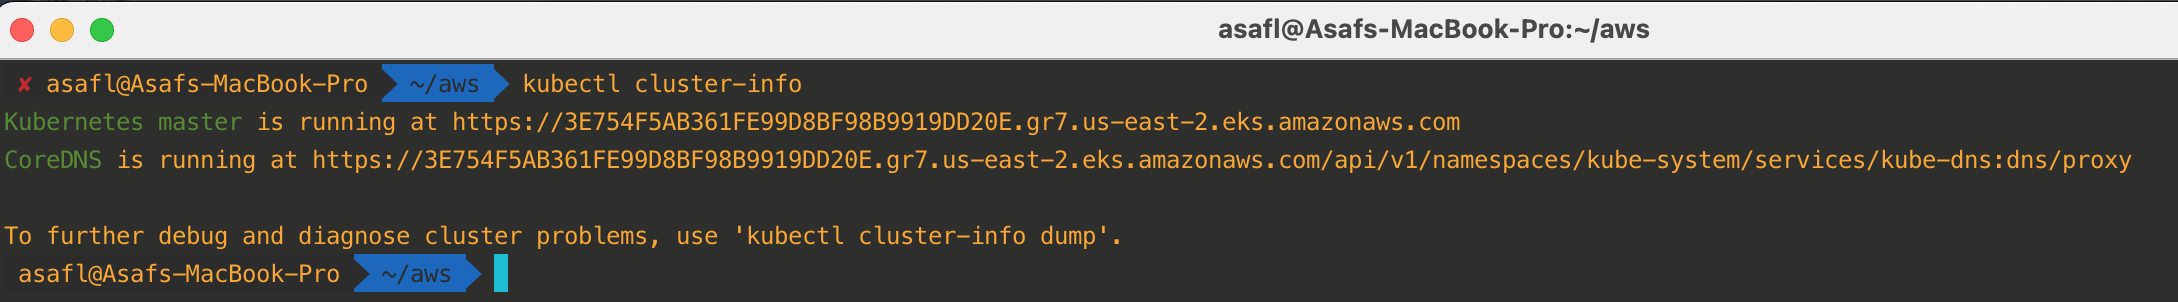 asafl@Asafs-MacBook-Pro:~/aws
✘ asafl@Asafs-MacBook-Pro ~/aws kubectl cluster-info
Kubernetes master is running at https://3E754F5AB361FE99D8BF98B9919DD20E.gr7.us-east-2.eks.amazonaws.com
CoreDNS is running at https://3E754F5AB361FE99D8BF98B9919DD20E.gr7.us-east-2.eks.amazonaws.com/api/v1/namespaces/kube-system/services/kube-dns:dns/proxy
To further debug and diagnose cluster problems, use 'kubectl cluster-info dump'.
asafl@Asafs-MacBook-Pro ~/aws